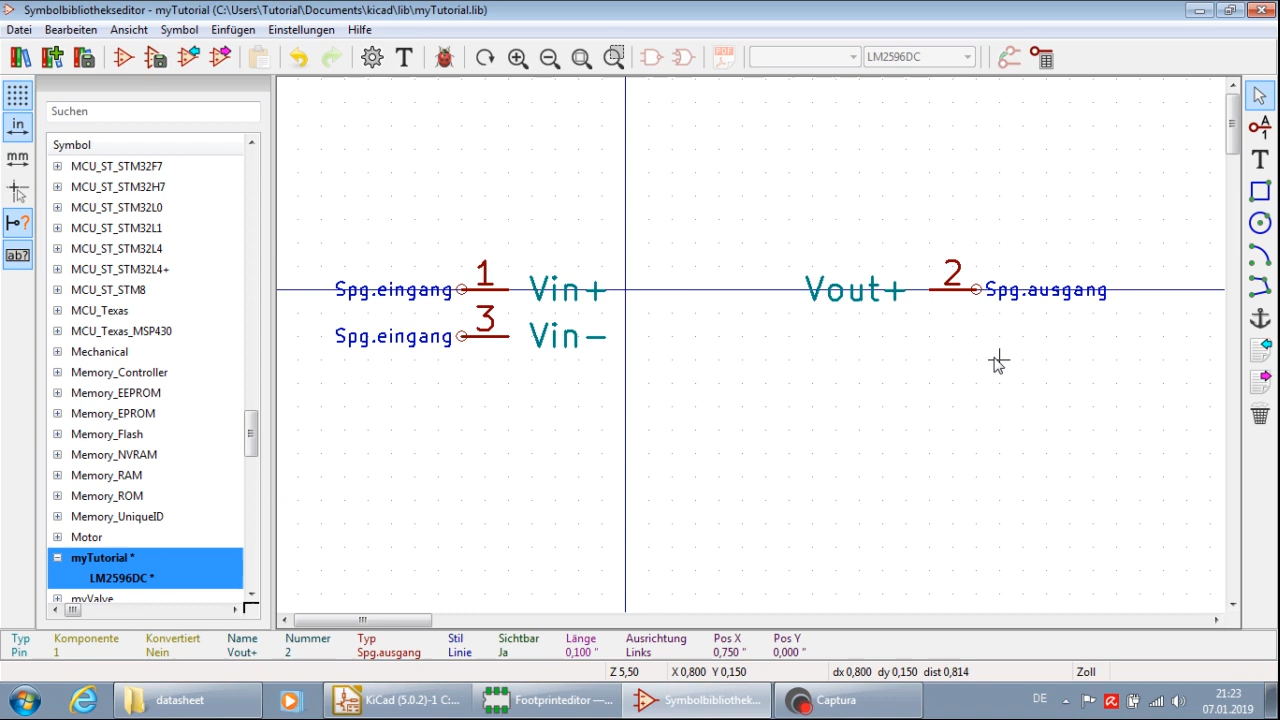 Symbolbibliothekseditor - myTutorial (C:\Users\Tutorial\Documents\kicad\lib\myTutorial.lib)
Datei Bearbeiten Ansicht Symbol Einfügen Einstellungen Hilfe
T PDF LM2596DC
in
mm
ab?
Suchen
Symbol
MCU_ST_STM32F7
MCU_ST_STM32H7
MCU_ST_STM32L0
MCU_ST_STM32L1
MCU_ST_STM32L4
MCU_ST_STM32L4+
MCU_ST_STM8
MCU_Texas
MCU_Texas_MSP430
Mechanical
Memory_Controller
Memory_EEPROM
Memory_EPROM
Memory_Flash
Memory_NVRAM
Memory_RAM
Memory_ROM
Memory_UniqueID
Motor
myTutorial *
LM2596DC *
myValve
Spg.eingang 1 Vin+
Spg.eingang 3 Vin-
Vout+ 2 Spg.ausgang
A
1
T
Typ Komponente Konvertiert Name Nummer Typ Stil Sichtbar Länge Ausrichtung Pos X Pos Y
Pin 1 Nein Vout+ 2 Spg.ausgang Linie Ja 0,100 " Links 0,750 " 0,000 "
Z 5,50 X 0,800 Y 0,150 dx 0,800 dy 0,150 dist 0,814 Zoll
datasheet KiCad (5.0.2)-1 C:... Footprinteditor —... Symbolbibliothek... Captura DE 21:23
07.01.2019